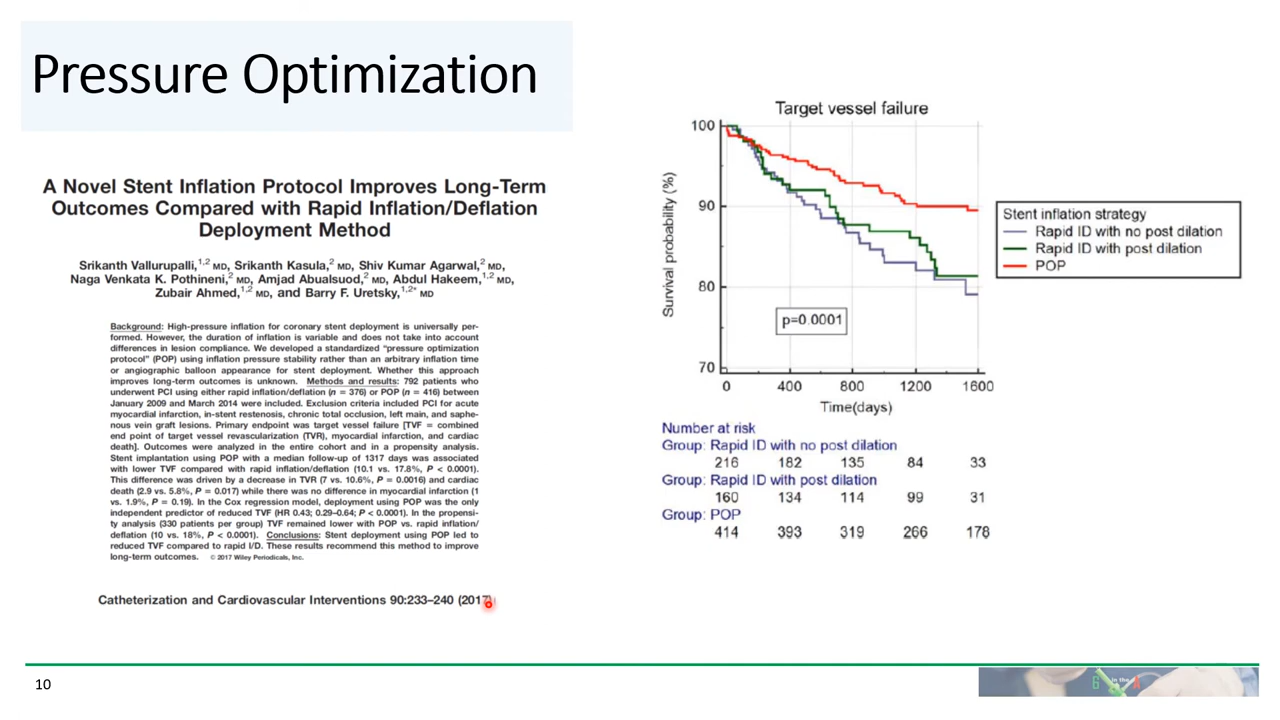 Pressure Optimization
A Novel Stent Inflation Protocol Improves Long-Term
Outcomes Compared with Rapid Inflation/Deflation
Deployment Method
Srikanth Vallurupalli,1,2 MD, Srikanth Kasula,2 MD, Shiv Kumar Agarwal,2 MD,
Naga Venkata K. Pothineni,2 MD, Amjad Abualsuod,2 MD, Abdul Hakeem,1,2 MD,
Zubair Ahmed,1,2 MD, and Barry F. Uretsky,1,2* MD
Background: High-pressure inflation for coronary stent deployment is universally per-
formed. However, the duration of inflation is variable and does not take into account
differences in lesion compliance. We developed a standardized “pressure optimization
protocol” (POP) using inflation pressure stability rather than an arbitrary inflation time
or angiographic balloon appearance for stent deployment. Whether this approach
improves long-term outcomes is unknown. Methods and results: 792 patients who
underwent PCI using either rapid inflation/deflation (n = 376) or POP (n = 416) between
January 2009 and March 2014 were included. Exclusion criteria included PCI for acute
myocardial infarction, in-stent restenosis, chronic total occlusion, left main, and saphe-
nous vein graft lesions. Primary endpoint was target vessel failure [TVF = combined
end point of target vessel revascularization (TVR), myocardial infarction, and cardiac
death]. Outcomes were analyzed in the entire cohort and in a propensity analysis.
Stent implantation using POP with a median follow-up of 1317 days was associated
with lower TVF compared with rapid inflation/deflation (10.1 vs. 17.8%, P < 0.0001).
This difference was driven by a decrease in TVR (7 vs. 10.6%, P = 0.0016) and cardiac
death (2.9 vs. 5.8%, P = 0.017) while there was no difference in myocardial infarction (1
vs. 1.9%, P = 0.19). In the Cox regression model, deployment using POP was the only
independent predictor of reduced TVF (HR 0.43; 0.29–0.64; P < 0.0001). In the propensi-
ty analysis (330 patients per group) TVF remained lower with POP vs. rapid inflation/
deflation (10 vs. 18%, P < 0.0001). Conclusions: Stent deployment using POP led to
reduced TVF compared to rapid I/D. These results recommend this method to improve
long-term outcomes. © 2017 Wiley Periodicals, Inc.
Catheterization and Cardiovascular Interventions 90:233–240 (2017)
Target vessel failure
100
90
80
70
Survival probability (%)
p=0.0001
0 400 800 1200 1600
Time(days)
Stent inflation strategy
Rapid ID with no post dilation
Rapid ID with post dilation
POP
Number at risk
Group: Rapid ID with no post dilation
216 182 135 84 33
Group: Rapid ID with post dilation
160 134 114 99 31
Group: POP
414 393 319 266 178
10
in the